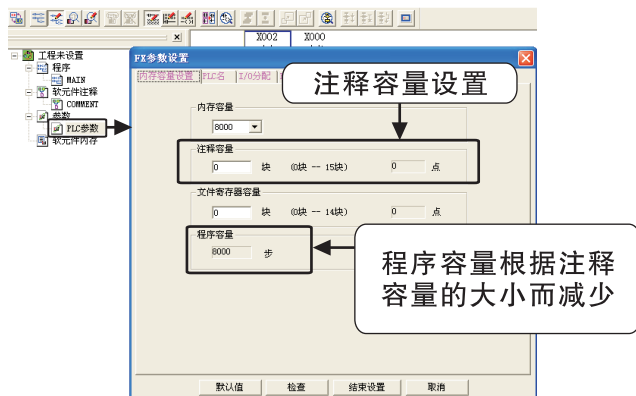 X002 X000
工程未设置
程序
MAIN
软元件注释
COMMENT
参数
PLC参数
软元件内存
FX参数设置
内存容量设置 PLC名 I/0分配
注释容量设置
内存容量
8000
注释容量
0 块 (0块 -- 15块) 0 点
文件寄存器容量
0 块 (0块 -- 14块) 0 点
程序容量
8000 步
程序容量根据注释
容量的大小而减少
默认值 检查 结束设置 取消